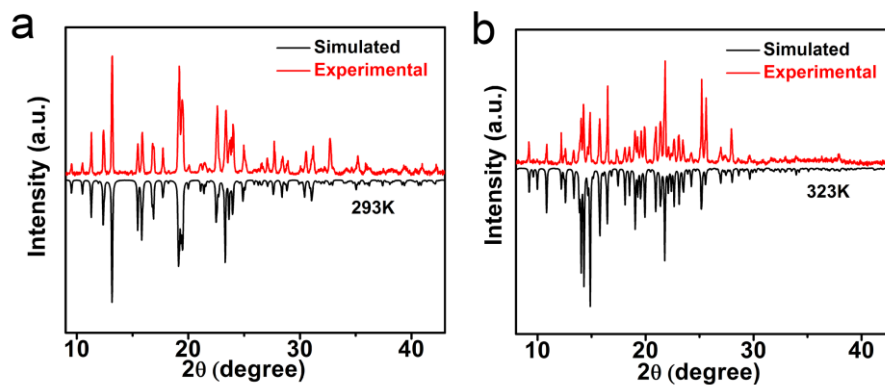 a
Simulated
Experimental
Intensity (a.u.)
293K
10 20 30 40
2θ (degree)
b
Simulated
Experimental
Intensity (a.u.)
323K
10 20 30 40
2θ (degree)